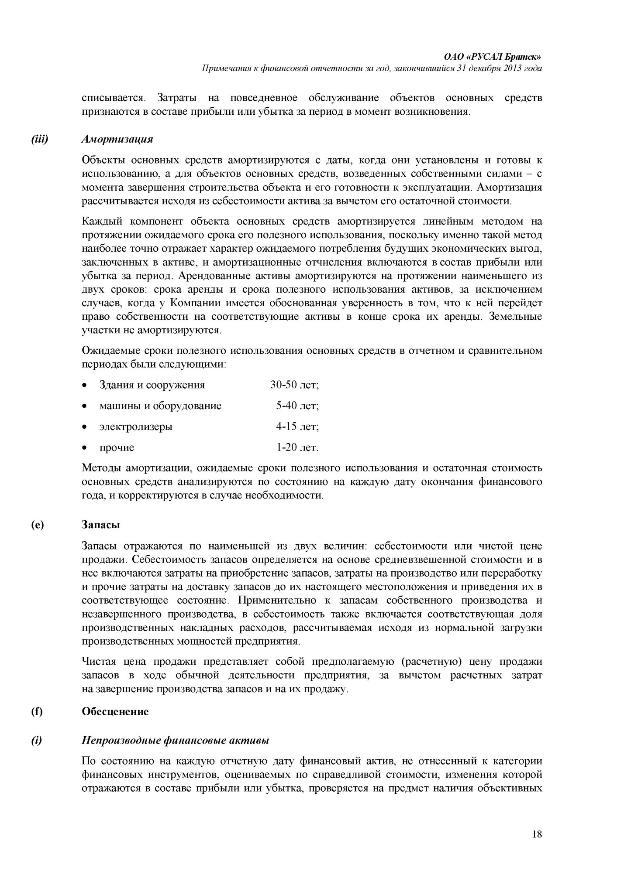 ОАО «РУСАЛ Братск»
Примечания к финансовой отчетности за год, закончившийся 31 декабря 2013 года
списывается. Затраты на повседневное обслуживание объектов основных средств
признаются в составе прибыли или убытка за период в момент возникновения.
(iii) Амортизация
Объекты основных средств амортизируются с даты, когда они установлены и готовы к
использованию, а для объектов основных средств, возведенных собственными силами – с
момента завершения строительства объекта и его готовности к эксплуатации. Амортизация
рассчитывается исходя из себестоимости актива за вычетом его остаточной стоимости.
Каждый компонент объекта основных средств амортизируется линейным методом на
протяжении ожидаемого срока его полезного использования, поскольку именно такой метод
наиболее точно отражает характер ожидаемого потребления будущих экономических выгод,
заключенных в активе, и амортизационные отчисления включаются в состав прибыли или
убытка за период. Арендованные активы амортизируются на протяжении наименьшего из
двух сроков: срока аренды и срока полезного использования активов, за исключением
случаев, когда у Компании имеется обоснованная уверенность в том, что к ней перейдет
право собственности на соответствующие активы в конце срока их аренды. Земельные
участки не амортизируются.
Ожидаемые сроки полезного использования основных средств в отчетном и сравнительном
периодах были следующими:
• Здания и сооружения 30-50 лет;
• машины и оборудование 5-40 лет;
• электролизеры 4-15 лет;
• прочие 1-20 лет.
Методы амортизации, ожидаемые сроки полезного использования и остаточная стоимость
основных средств анализируются по состоянию на каждую дату окончания финансового
года, и корректируются в случае необходимости.
(e) Запасы
Запасы отражаются по наименьшей из двух величин: себестоимости или чистой цене
продажи. Себестоимость запасов определяется на основе средневзвешенной стоимости и в
нее включаются затраты на приобретение запасов, затраты на производство или переработку
и прочие затраты на доставку запасов до их настоящего местоположения и приведения их в
соответствующее состояние. Применительно к запасам собственного производства и
незавершенного производства, в себестоимость также включается соответствующая доля
производственных накладных расходов, рассчитываемая исходя из нормальной загрузки
производственных мощностей предприятия.
Чистая цена продажи представляет собой предполагаемую (расчетную) цену продажи
запасов в ходе обычной деятельности предприятия, за вычетом расчетных затрат
на завершение производства запасов и на их продажу.
(f) Обесценение
(i) Непроизводные финансовые активы
По состоянию на каждую отчетную дату финансовый актив, не отнесенный к категории
финансовых инструментов, оцениваемых по справедливой стоимости, изменения которой
отражаются в составе прибыли или убытка, проверяется на предмет наличия объективных
18